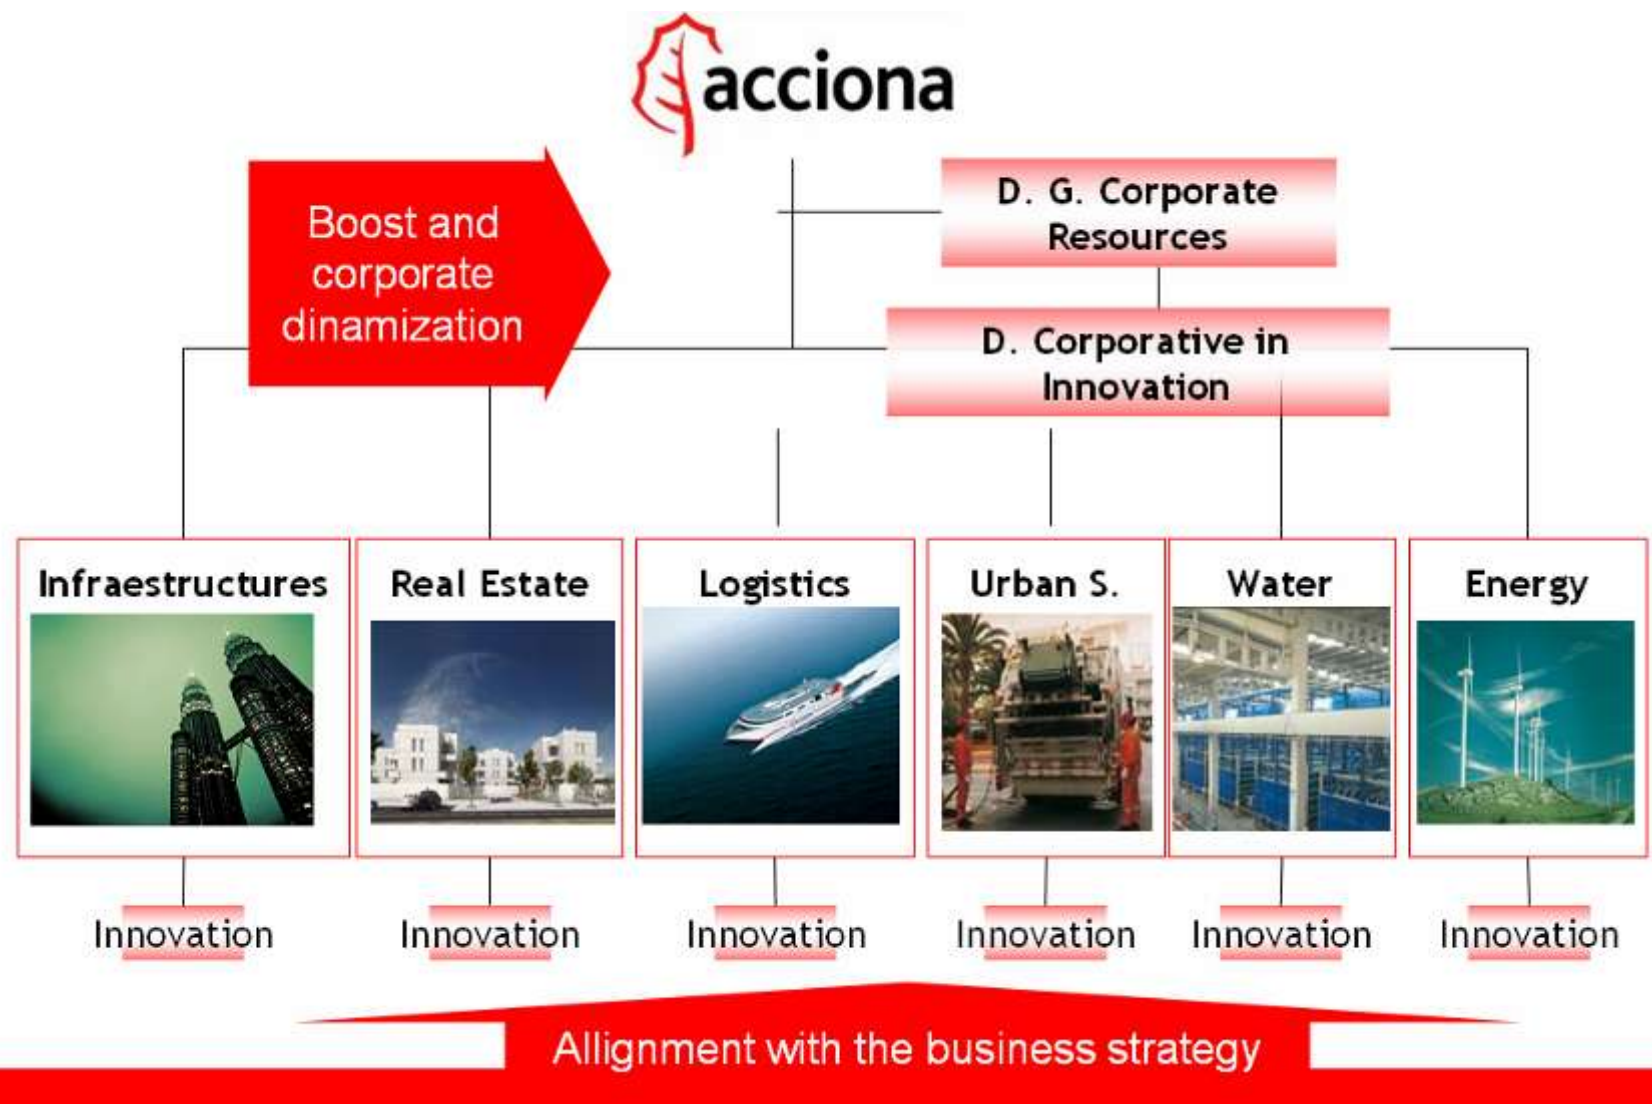 acciona
D. G. Corporate
Resources
Boost and
corporate
dinamization
D. Corporative in
Innovation
Infraestructures
Real Estate
Logistics
Urban S.
Water
Energy
Innovation
Innovation
Innovation
Innovation
Innovation
Innovation
Allignment with the business strategy